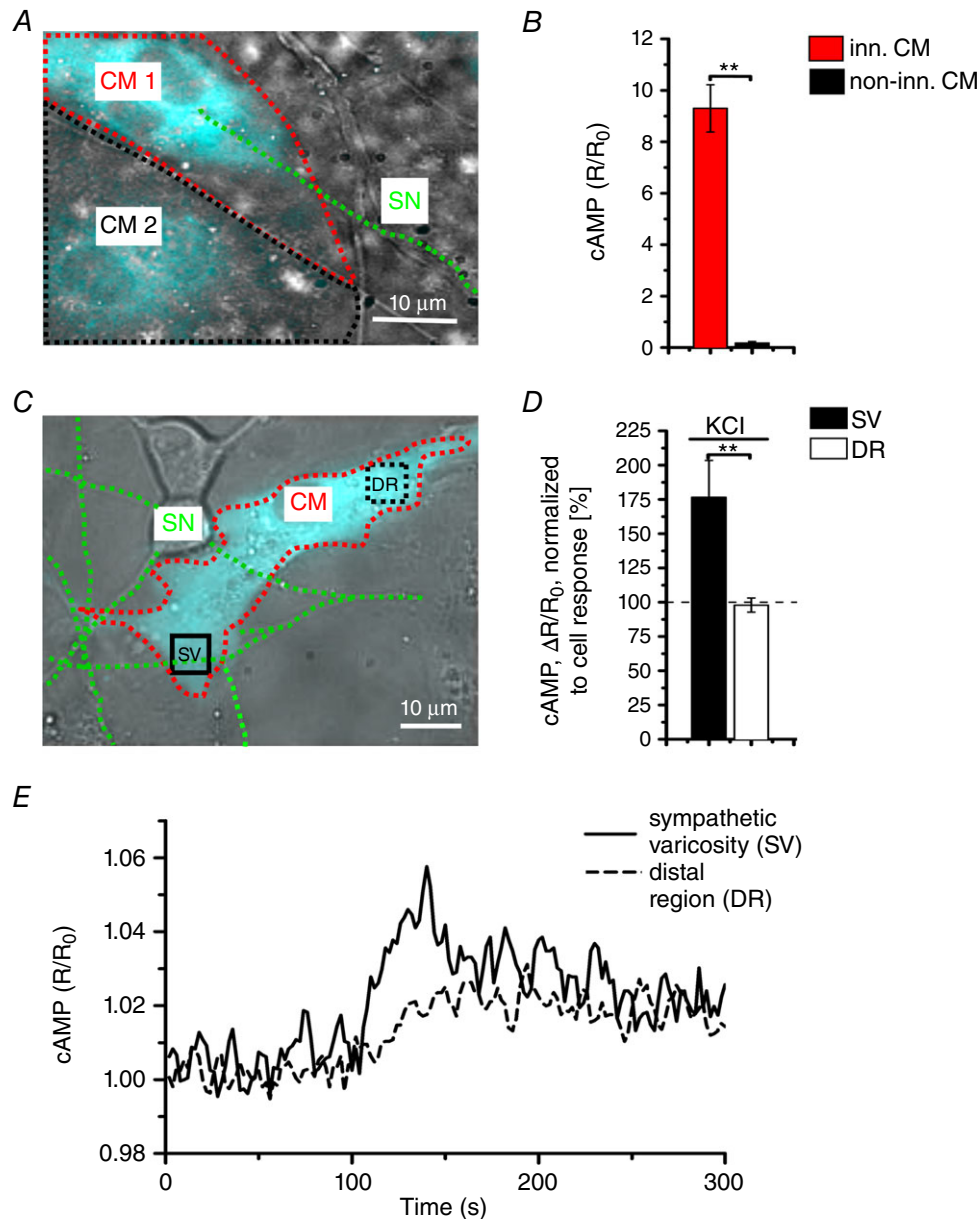 A
CM 1
CM 2
SN
10 μm
B
inn. CM
non-inn. CM
**
cAMP (R/R0)
14
12
10
8
6
4
2
0
C
SN
CM
DR
SV
10 μm
D
SV
DR
KCl
**
cAMP, ΔR/R0, normalized
to cell response [%]
225
200
175
150
125
100
75
50
25
0
E
sympathetic
varicosity (SV)
distal
region (DR)
cAMP (R/R0)
1.06
1.04
1.02
1.00
0.98
0
100
200
300
Time (s)